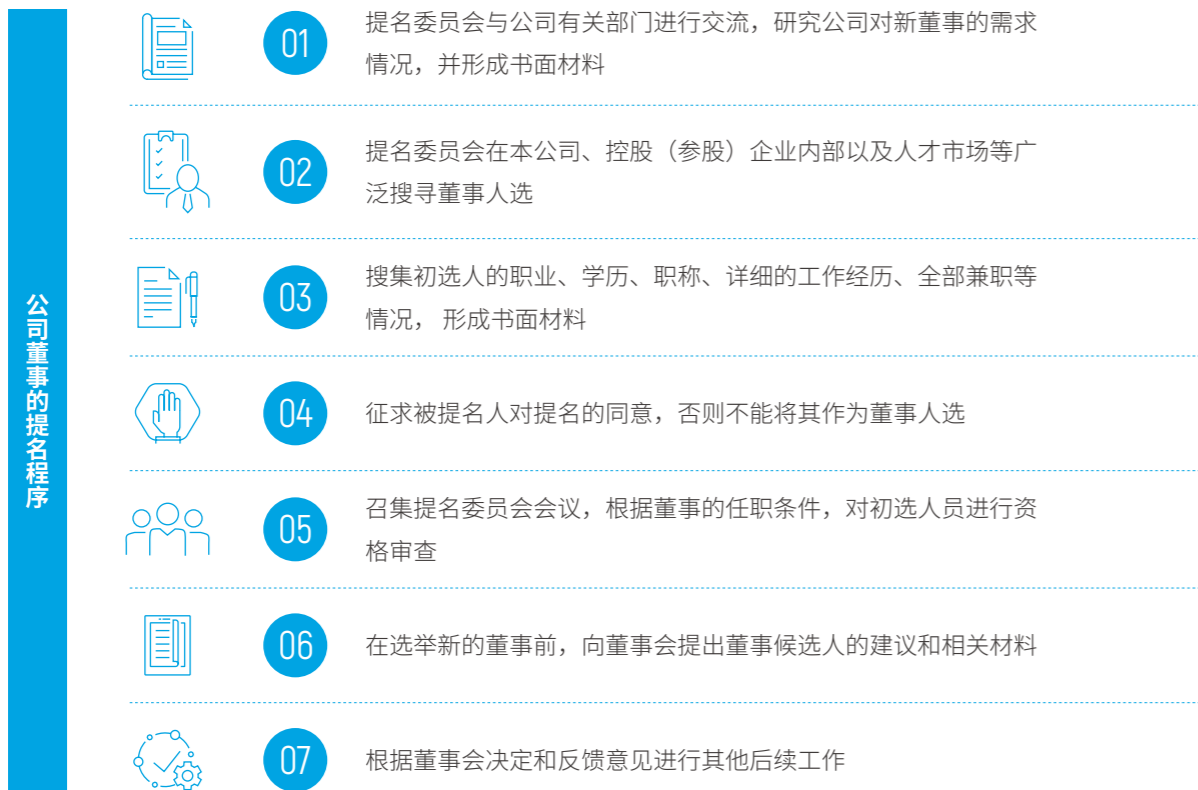 公司董事的提名程序
01
提名委员会与公司有关部门进行交流，研究公司对新董事的需求
情况，并形成书面材料
02
提名委员会在本公司、控股（参股）企业内部以及人才市场等广
泛搜寻董事人选
03
搜集初选人的职业、学历、职称、详细的工作经历、全部兼职等
情况， 形成书面材料
04
征求被提名人对提名的同意，否则不能将其作为董事人选
05
召集提名委员会会议，根据董事的任职条件，对初选人员进行资
格审查
06
在选举新的董事前，向董事会提出董事候选人的建议和相关材料
07
根据董事会决定和反馈意见进行其他后续工作